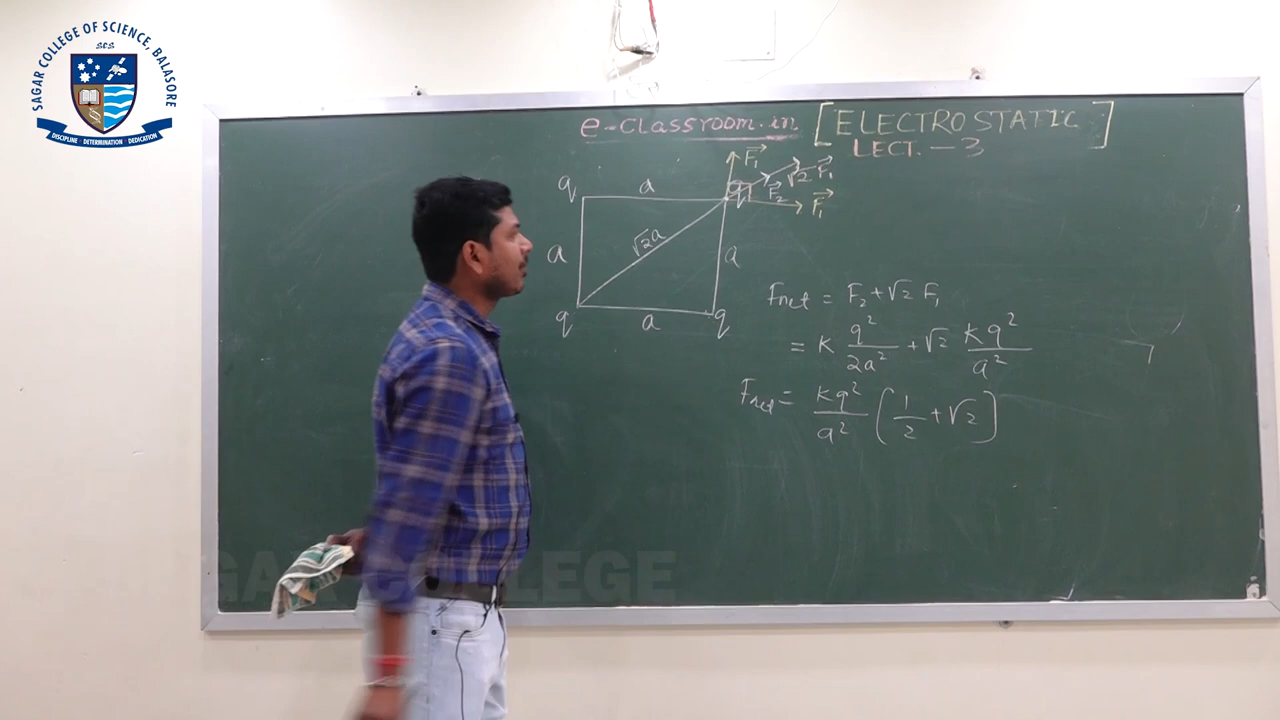 SAGAR COLLEGE OF SCIENCE, BALASORE
SCS
DISCIPLINE · DETERMINATION · DEDICATION
e-classroom.in
[ELECTROSTATIC]
LECT. - 3
F₁
q a q √2 F₁
F₂
F₁
a √2a a
q a q
Fnet = F₂ + √2 F₁
= K q²/2a² + √2 Kq²/a²
Fnet = Kq²/a² (1/2 + √2)
COLLEGE